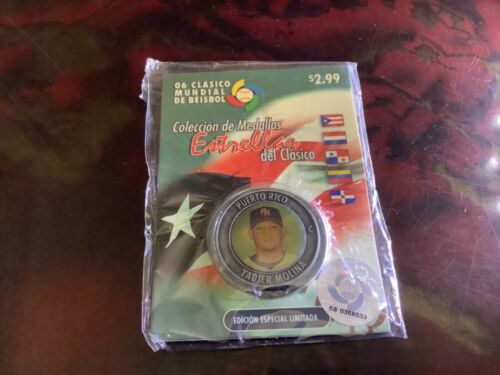 06 CLASICO
MUNDIAL
DE BEISBOL
$2.99
Colección de Medallas
Estrellas
del Clásico
PUERTO RICO
C
YADIER MOLINA
EDICIÓN ESPECIAL LIMITADA